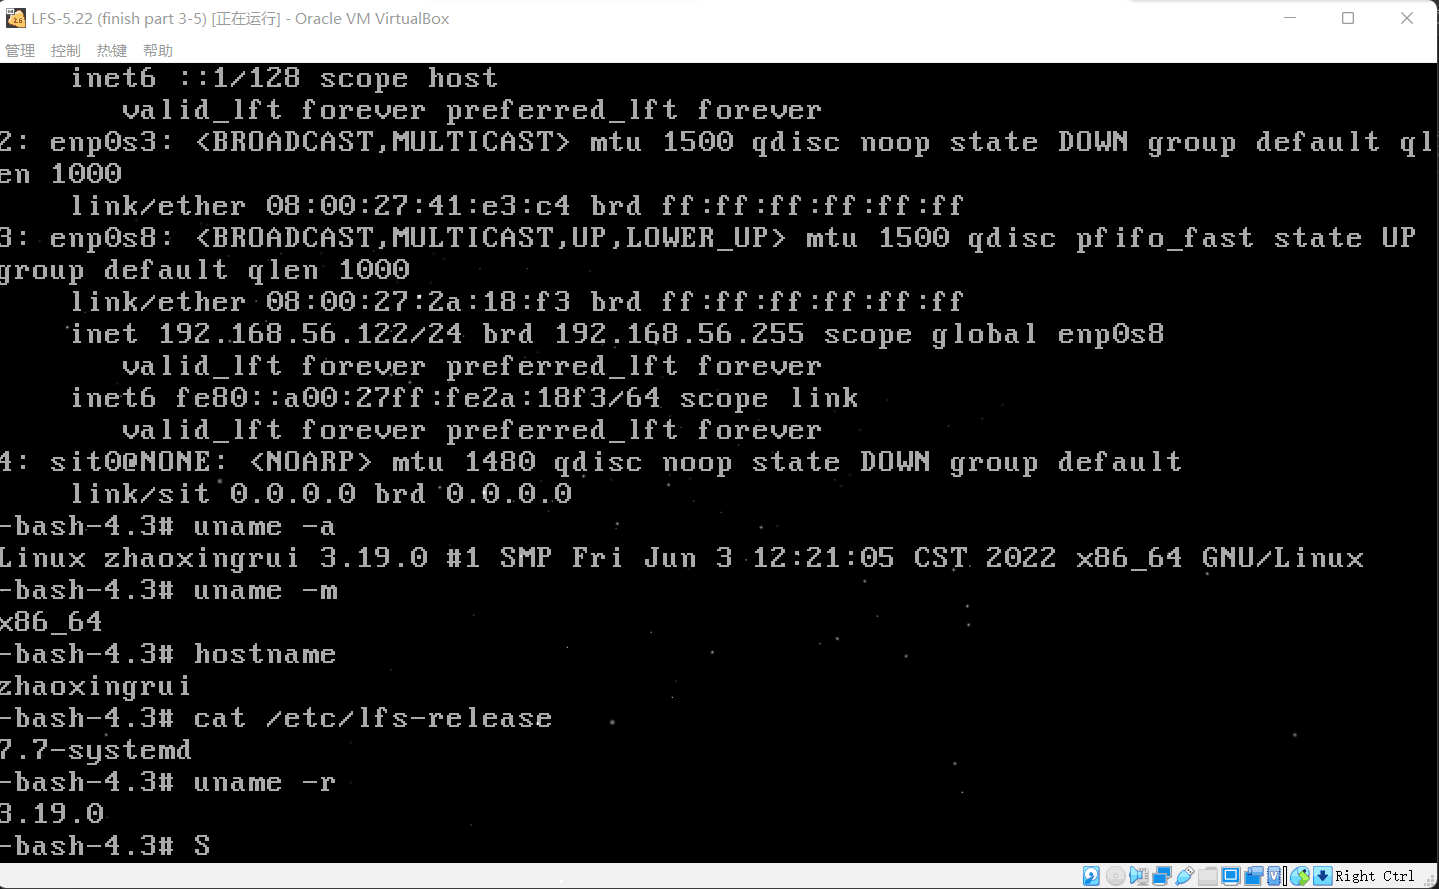 LFS-5.22 (finish part 3-5) [正在运行] - Oracle VM VirtualBox
管理 控制 热键 帮助
inet6 ::1/128 scope host
valid_lft forever preferred_lft forever
2: enp0s3: <BROADCAST,MULTICAST> mtu 1500 qdisc noop state DOWN group default ql
en 1000
link/ether 08:00:27:41:e3:c4 brd ff:ff:ff:ff:ff:ff
3: enp0s8: <BROADCAST,MULTICAST,UP,LOWER_UP> mtu 1500 qdisc pfifo_fast state UP
group default qlen 1000
link/ether 08:00:27:2a:18:f3 brd ff:ff:ff:ff:ff:ff
inet 192.168.56.122/24 brd 192.168.56.255 scope global enp0s8
valid_lft forever preferred_lft forever
inet6 fe80::a00:27ff:fe2a:18f3/64 scope link
valid_lft forever preferred_lft forever
4: sit0@NONE: <NOARP> mtu 1480 qdisc noop state DOWN group default
link/sit 0.0.0.0 brd 0.0.0.0
-bash-4.3# uname -a
Linux zhaoxingrui 3.19.0 #1 SMP Fri Jun 3 12:21:05 CST 2022 x86_64 GNU/Linux
-bash-4.3# uname -m
x86_64
-bash-4.3# hostname
zhaoxingrui
-bash-4.3# cat /etc/lfs-release
7.7-systemd
-bash-4.3# uname -r
3.19.0
-bash-4.3# S
Right Ctrl